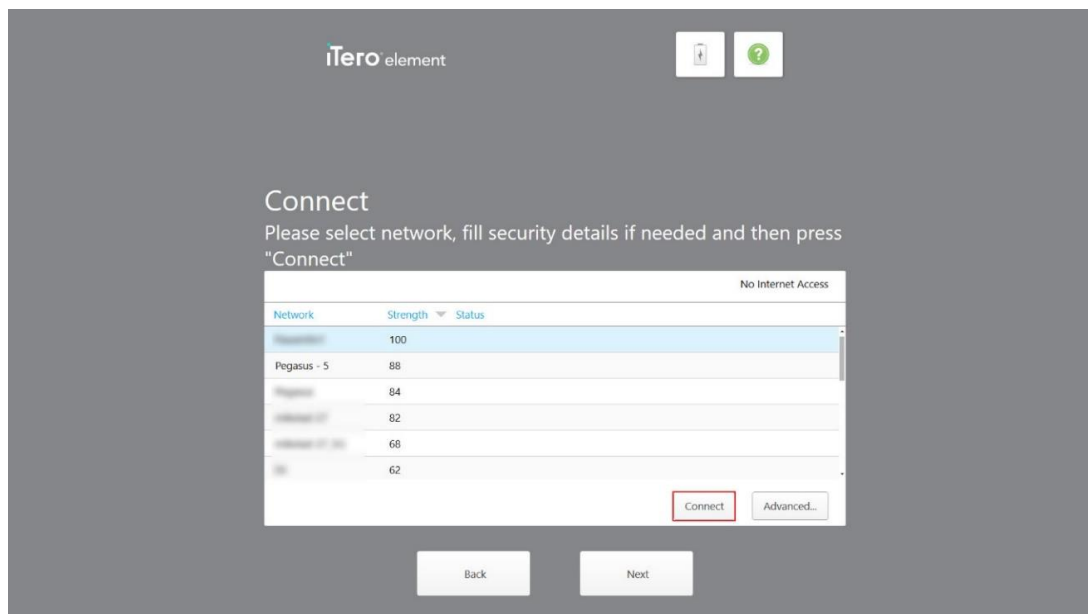 iTero element
?
Connect
Please select network, fill security details if needed and then press
"Connect"
No Internet Access
Network Strength Status
100
Pegasus - 5 88
84
82
68
62
Connect Advanced...
Back Next